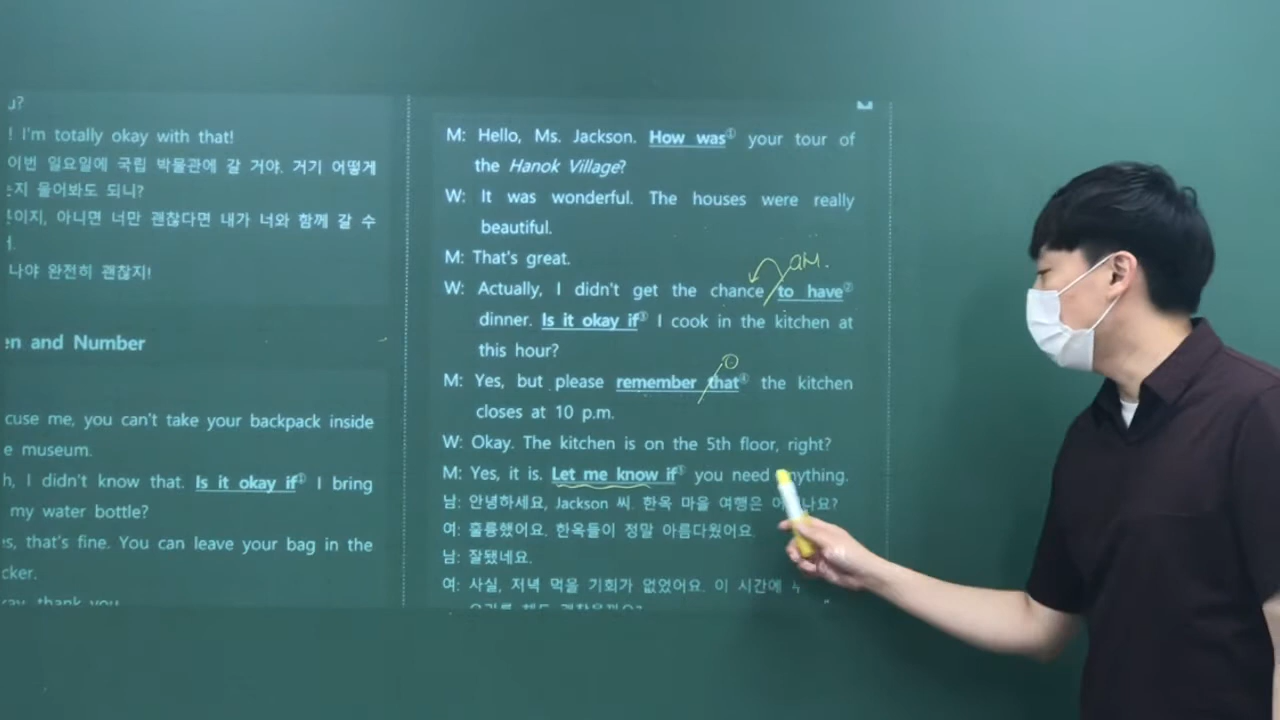 u?
! I'm totally okay with that!
이번 일요일에 국립 박물관에 갈 거야. 거기 어떻게
지 물어봐도 되니?
이지, 아니면 너만 괜찮다면 내가 너와 함께 갈 수
나야 완전히 괜찮지!
en and Number
cuse me, you can't take your backpack inside
e museum.
h, I didn't know that. Is it okay if① I bring
my water bottle?
s, that's fine. You can leave your bag in the
cker.
kay, thank you
M: Hello, Ms. Jackson. How was① your tour of
the Hanok Village?
W: It was wonderful. The houses were really
beautiful.
M: That's great.
W: Actually, I didn't get the chance to have②
dinner. Is it okay if③ I cook in the kitchen at
this hour?
M: Yes, but please remember that④ the kitchen
closes at 10 p.m.
W: Okay. The kitchen is on the 5th floor, right?
M: Yes, it is. Let me know if⑤ you need anything.
남: 안녕하세요, Jackson 씨. 한옥 마을 여행은
여: 훌륭했어요. 한옥들이 정말 아름다웠어요.
남: 잘됐네요.
여: 사실, 저녁 먹을 기회가 없었어요. 이 시간에